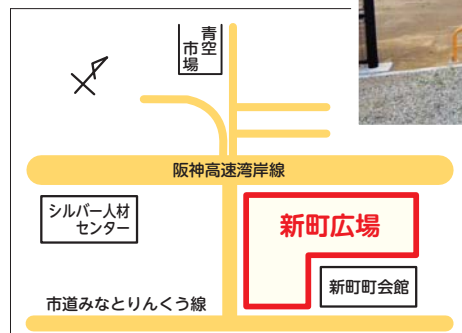 青空
市場
阪神高速湾岸線
シルバー人材
センター
新町広場
新町町会館
市道みなとりんくう線